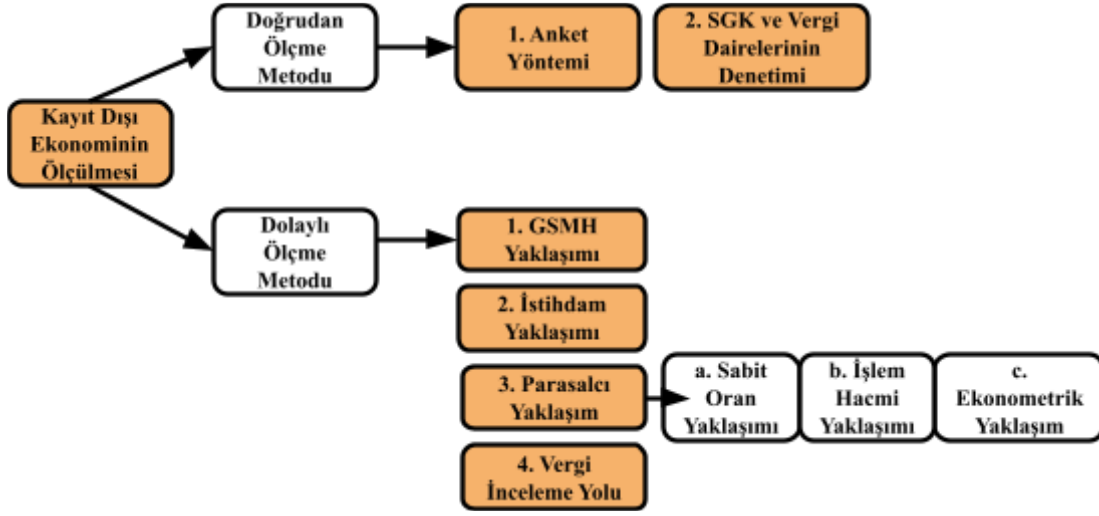 Kayıt Dışı
Ekonominin
Ölçülmesi
Doğrudan
Ölçme
Metodu
1. Anket
Yöntemi
2. SGK ve Vergi
Dairelerinin
Denetimi
Dolaylı
Ölçme
Metodu
1. GSMH
Yaklaşımı
2. İstihdam
Yaklaşımı
3. Parasalcı
Yaklaşım
a. Sabit
Oran
Yaklaşımı
b. İşlem
Hacmi
Yaklaşımı
c.
Ekonometrik
Yaklaşım
4. Vergi
İnceleme Yolu